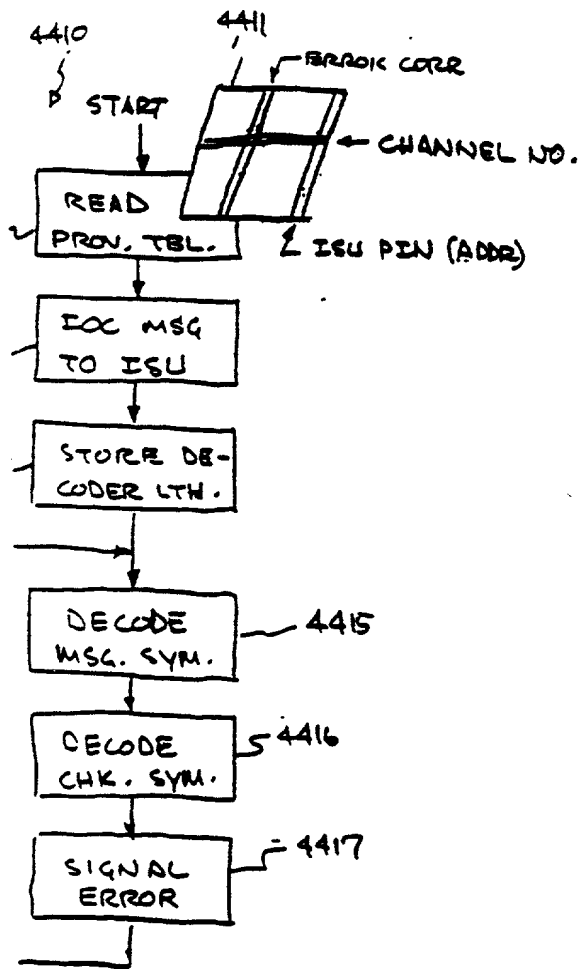 4410
4411
ERROR CORR
START
CHANNEL NO.
READ
PROV. TBL.
ISU PIN (ADDR)
IOC MSG
TO ISU
STORE DE-
CODER LTH.
DECODE
MSG. SYM.
4415
DECODE
CHK. SYM.
4416
SIGNAL
ERROR
4417